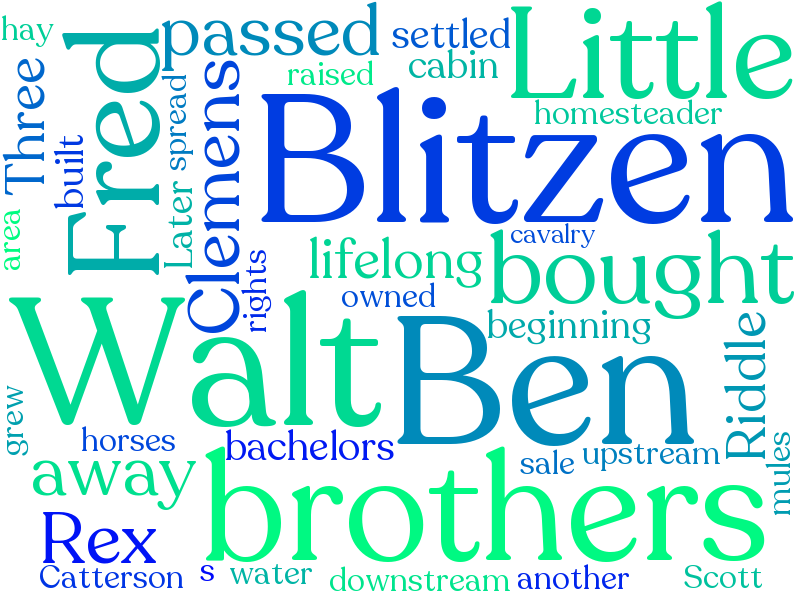 hay
passed
settled
Little
Fred
raised
cabin
Three
Later spread
Clemens
homesteader
built
Blitzen
area
cavalry
lifelong
bought
rights
owned
beginning
Walt
Ben
Riddle
grew
horses
bachelors
away
sale
upstream
mules
brothers
Rex
Catterson
s
water
downstream
another
Scott